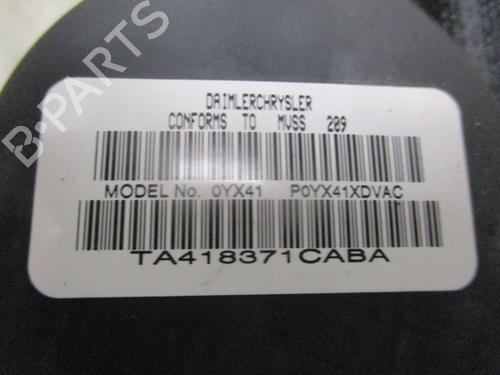 DAIMLERCHRYSLER
CONFORMS TO MVSS 209
MODEL No. 0YX41 P0YX41XDVAC
TA418371CABA
B-PARTS